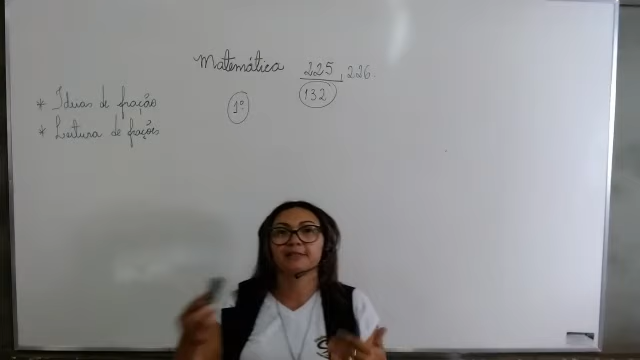 Matemática 225, 226.
132
1º
* Ideias de fração
* Leitura de frações